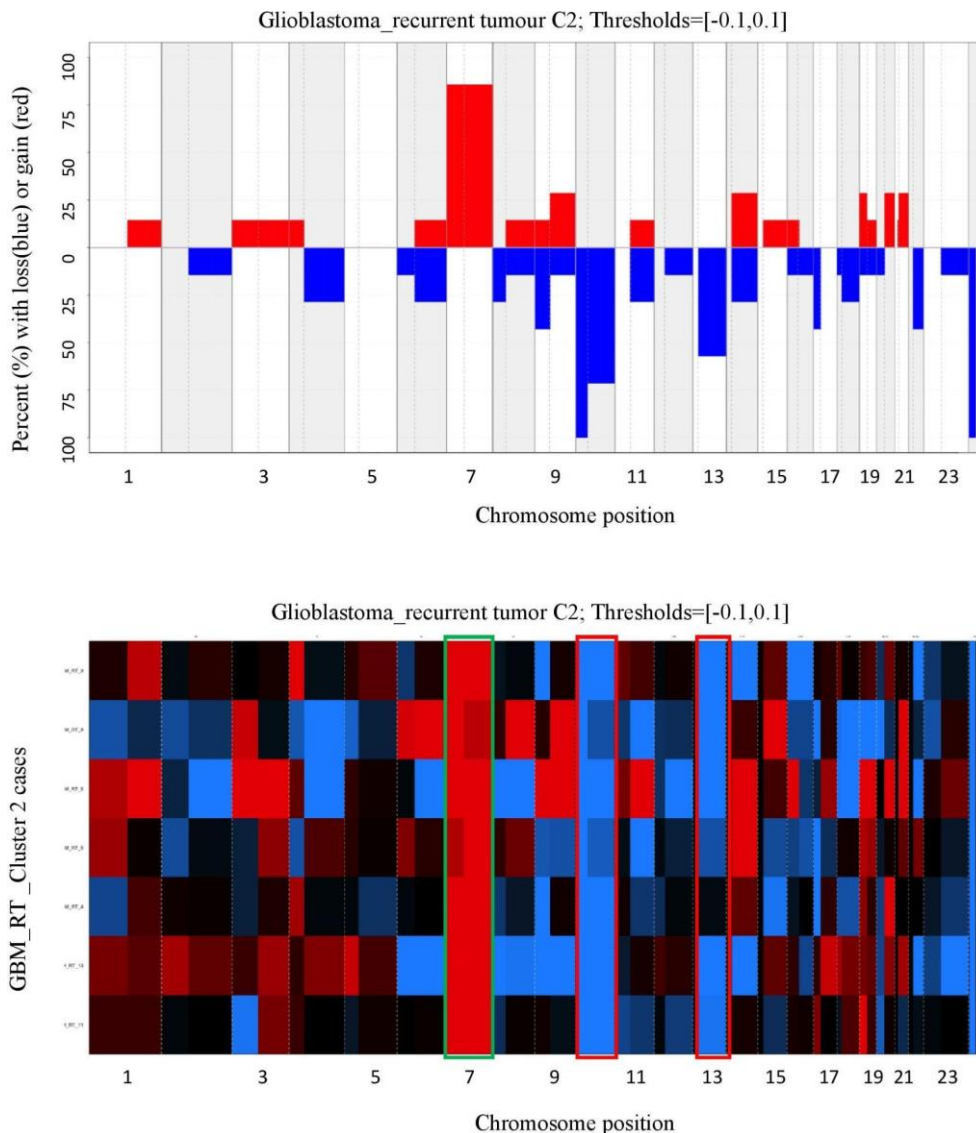 Glioblastoma_recurrent tumour C2; Thresholds=[-0.1,0.1]
Percent (%) with loss(blue) or gain (red)
100
75
50
25
0
25
50
75
100
1 3 5 7 9 11 13 15 17 19 21 23
Chromosome position
Glioblastoma_recurrent tumor C2; Thresholds=[-0.1,0.1]
GBM_RT _Cluster 2 cases
1 3 5 7 9 11 13 15 17 19 21 23
Chromosome position